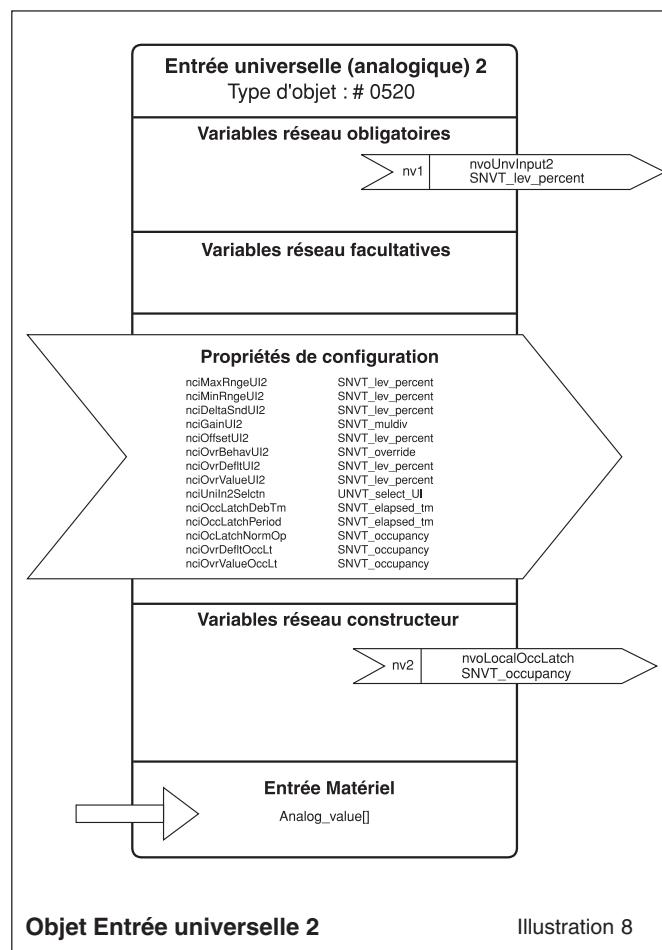 Entrée universelle (analogique) 2
Type d'objet : # 0520
Variables réseau obligatoires
nv1
nvoUnvInput2
SNVT_lev_percent
Variables réseau facultatives
Propriétés de configuration
nciMaxRngeUI2 SNVT_lev_percent
nciMinRngeUI2 SNVT_lev_percent
nciDeltaSndUI2 SNVT_lev_percent
nciGainUI2 SNVT_muldiv
nciOffsetUI2 SNVT_lev_percent
nciOvrBehavUI2 SNVT_override
nciOvrDefltUI2 SNVT_lev_percent
nciOvrValueUI2 SNVT_lev_percent
nciUniIn2Selctn UNVT_select_UI
nciOccLatchDebTm SNVT_elapsed_tm
nciOccLatchPeriod SNVT_elapsed_tm
nciOcLatchNormOp SNVT_occupancy
nciOvrDefltOccLt SNVT_occupancy
nciOvrValueOccLt SNVT_occupancy
Variables réseau constructeur
nv2
nvoLocalOccLatch
SNVT_occupancy
Entrée Matériel
Analog_value[]
Objet Entrée universelle 2 Illustration 8